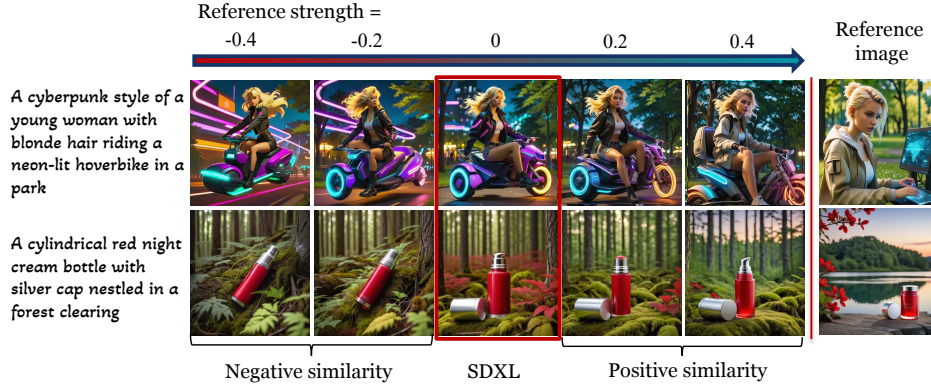 Reference strength =
-0.4 -0.2 0 0.2 0.4
Reference
image
A cyberpunk style of a
young woman with
blonde hair riding a
neon-lit hoverbike in a
park
A cylindrical red night
cream bottle with
silver cap nestled in a
forest clearing
Negative similarity SDXL Positive similarity